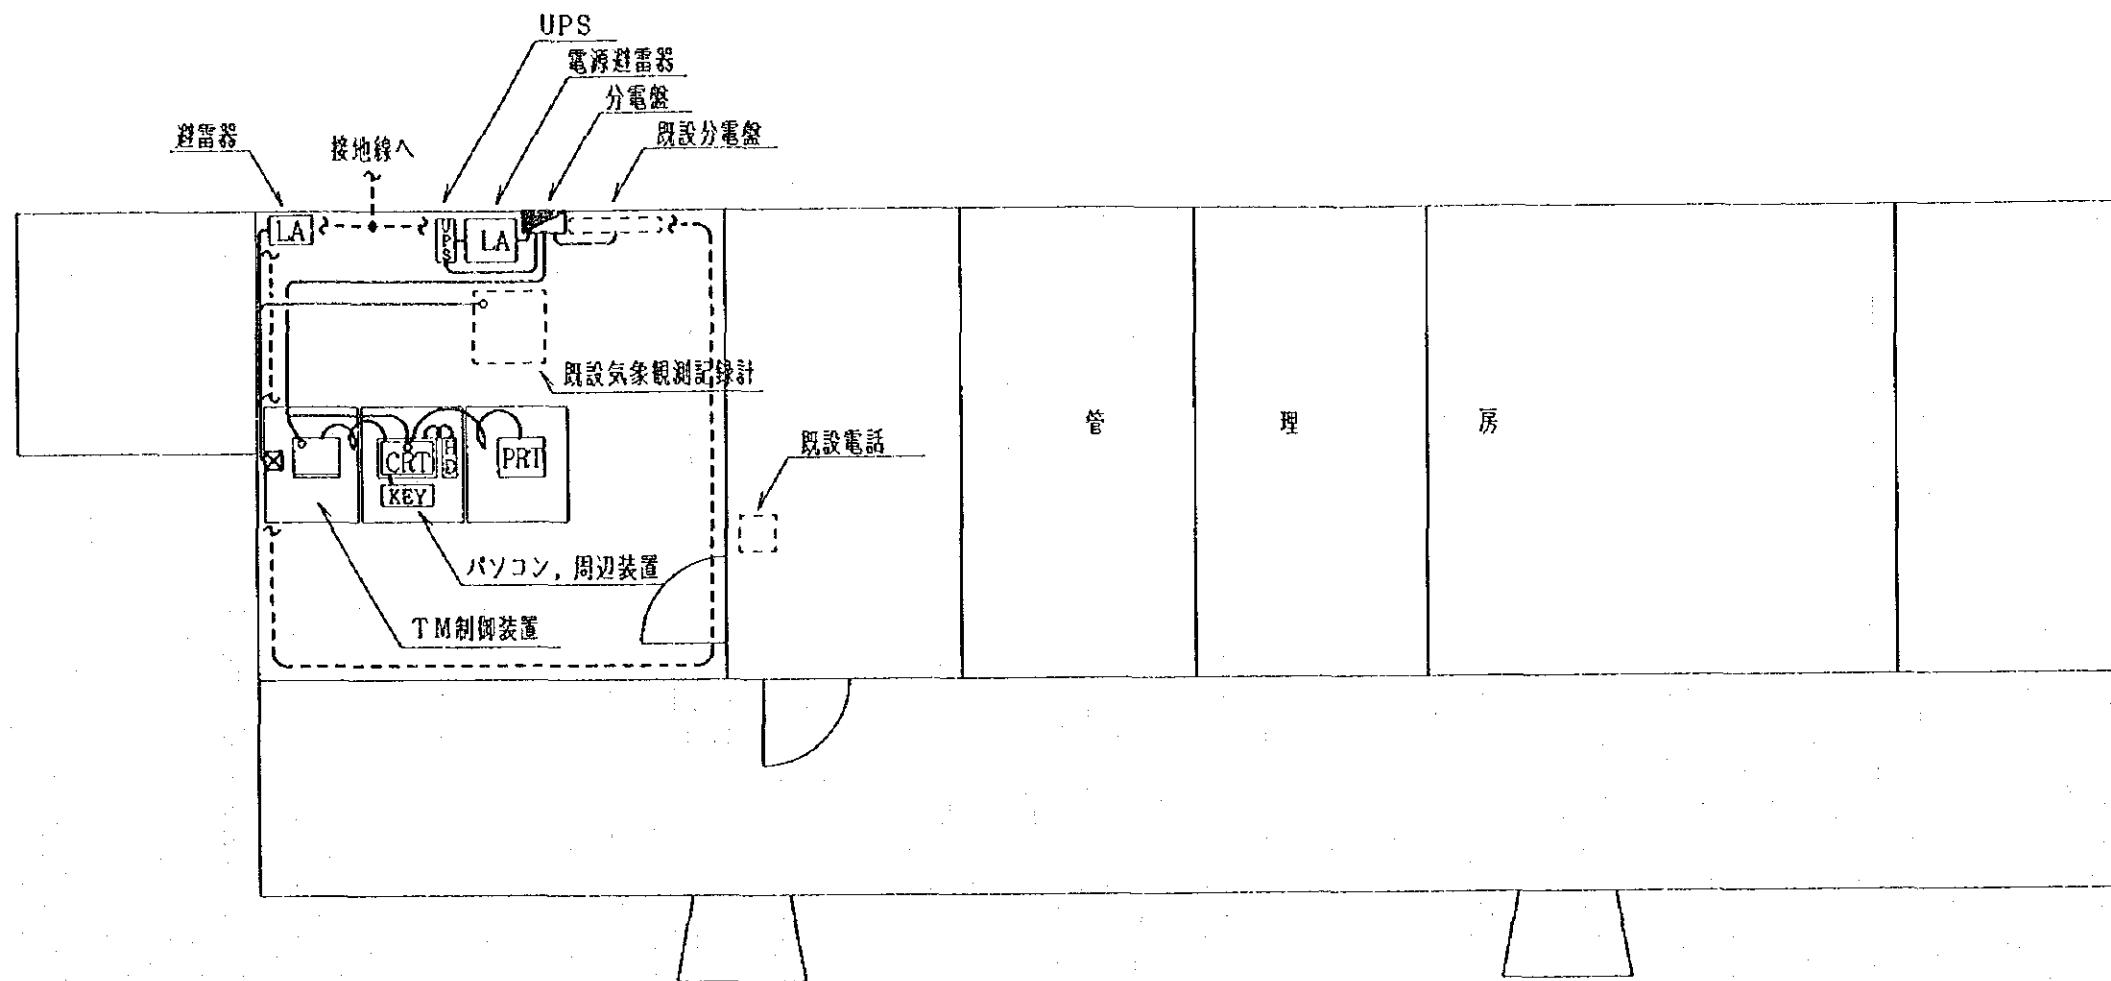 UPS
電源避雷器
分電盤
既設分電盤
避雷器
接地線へ
LA
UPS
LA
既設気象観測記録計
管理房
既設電話
CRT
HD
PRT
KEY
パソコン,周辺装置
TM制御装置